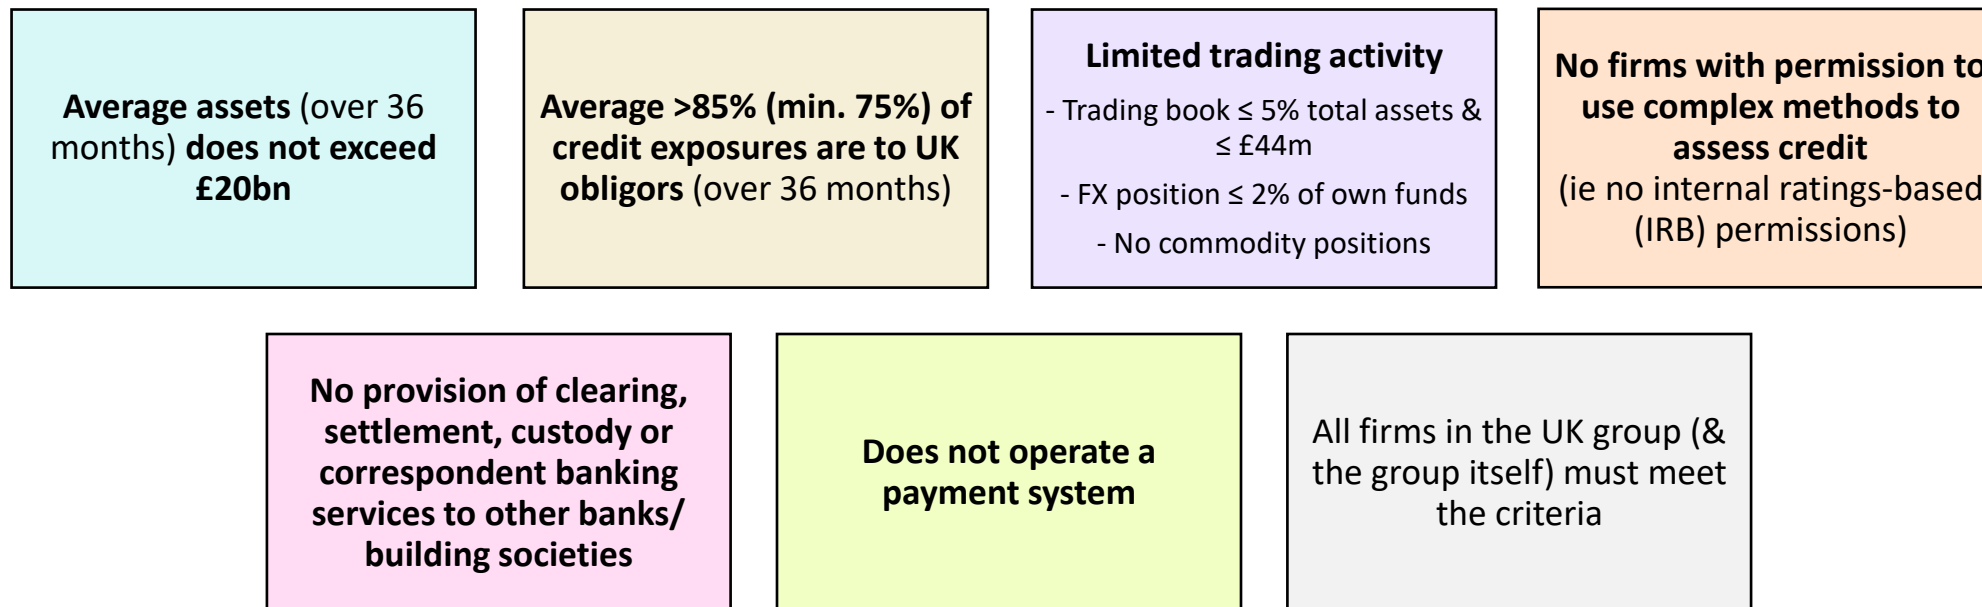 Average assets (over 36
months) does not exceed
£20bn
Average >85% (min. 75%) of
credit exposures are to UK
obligors (over 36 months)
Limited trading activity
- Trading book ≤ 5% total assets &
≤ £44m
- FX position ≤ 2% of own funds
- No commodity positions
No firms with permission to
use complex methods to
assess credit
(ie no internal ratings-based
(IRB) permissions)
No provision of clearing,
settlement, custody or
correspondent banking
services to other banks/
building societies
Does not operate a
payment system
All firms in the UK group (&
the group itself) must meet
the criteria